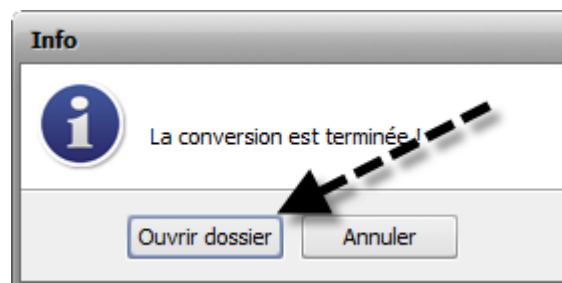 Info
La conversion est terminée !
Ouvrir dossier
Annuler